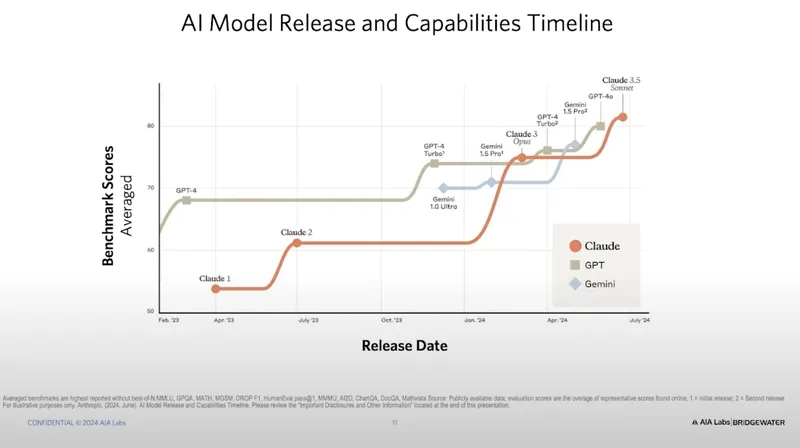 AI Model Release and Capabilities Timeline
Claude 3.5
Sonnet
GPT-4o
Gemini
1.5 Pro²
GPT-4
Turbo²
Claude 3
Opus
Gemini
1.5 Pro¹
GPT-4
Turbo¹
Gemini
1.0 Ultra
GPT-4
Claude 2
Claude 1
80
70
60
50
Benchmark Scores
Averaged
Feb. '23
Apr. '23
July '23
Oct. '23
Jan. '24
Apr. '24
July '24
Release Date
Claude
GPT
Gemini
Averaged benchmarks are highest reported without best-of-N MMLU, GPQA, MATH, MGSM, DROP F1, HumanEval pass@1, MMMU, AI2D, ChartQA, DocQA, Mathvista Source: Publicly available data; evaluation scores are the average of representative scores found online, 1 = initial release; 2 = Second release
For illustrative purposes only. Anthropic. (2024, June). AI Model Release and Capabilities Timeline. Please review the "Important Disclosures and Other Information" located at the end of this presentation.
CONFIDENTIAL © 2024 AIA Labs
11
AIA Labs | BRIDGEWATER